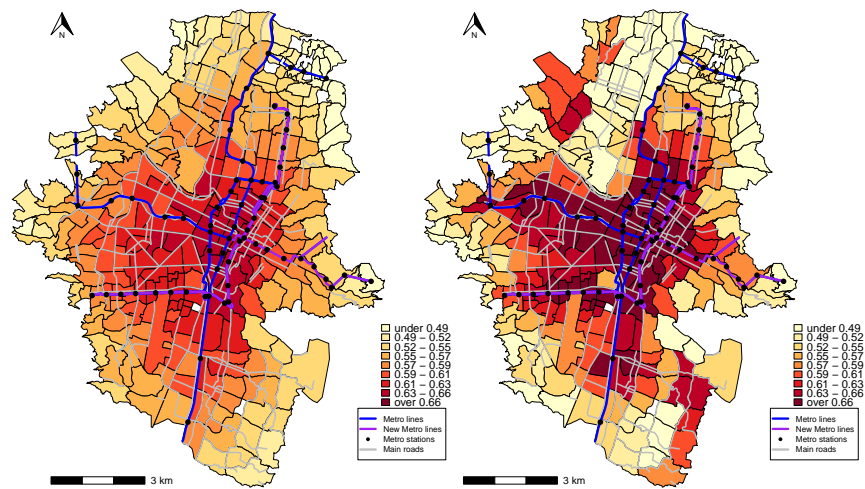 N
under 0.49
0.49 – 0.52
0.52 – 0.55
0.55 – 0.57
0.57 – 0.59
0.59 – 0.61
0.61 – 0.63
0.63 – 0.66
over 0.66
Metro lines
New Metro lines
Metro stations
Main roads
3 km
N
under 0.49
0.49 – 0.52
0.52 – 0.55
0.55 – 0.57
0.57 – 0.59
0.59 – 0.61
0.61 – 0.63
0.63 – 0.66
over 0.66
Metro lines
New Metro lines
Metro stations
Main roads
3 km